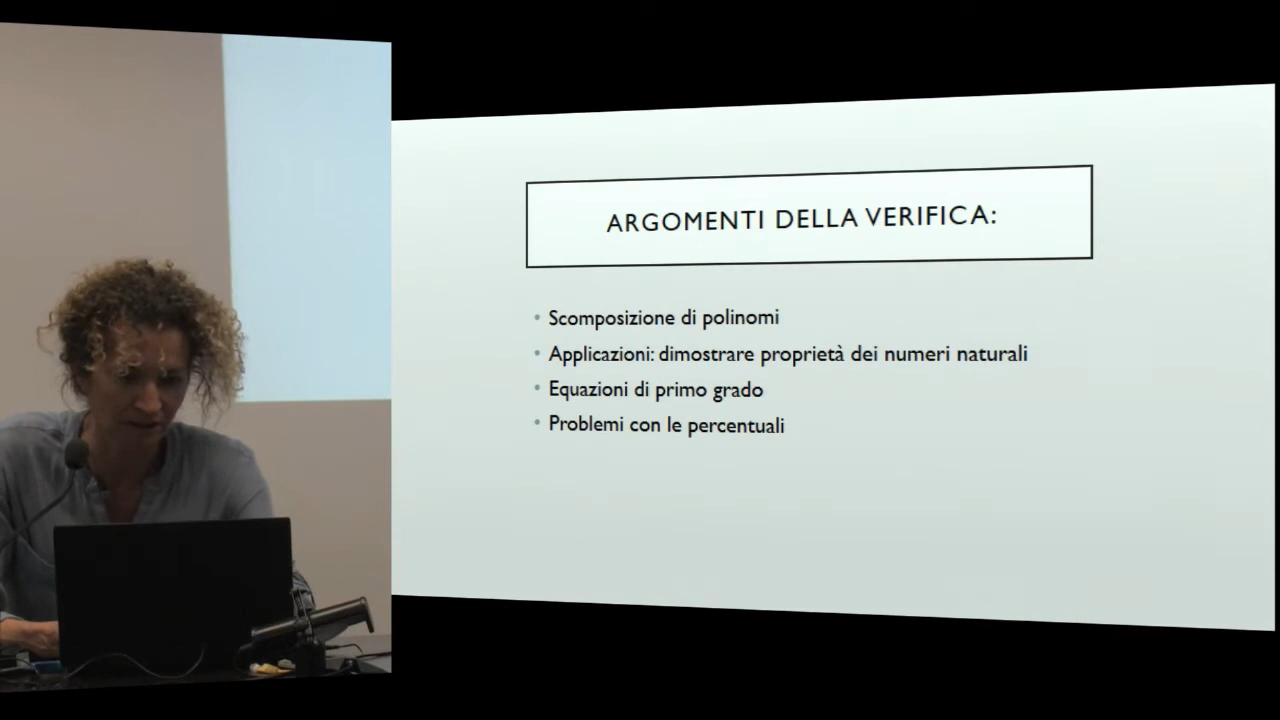 ARGOMENTI DELLA VERIFICA:
• Scomposizione di polinomi
• Applicazioni: dimostrare proprietà dei numeri naturali
• Equazioni di primo grado
• Problemi con le percentuali